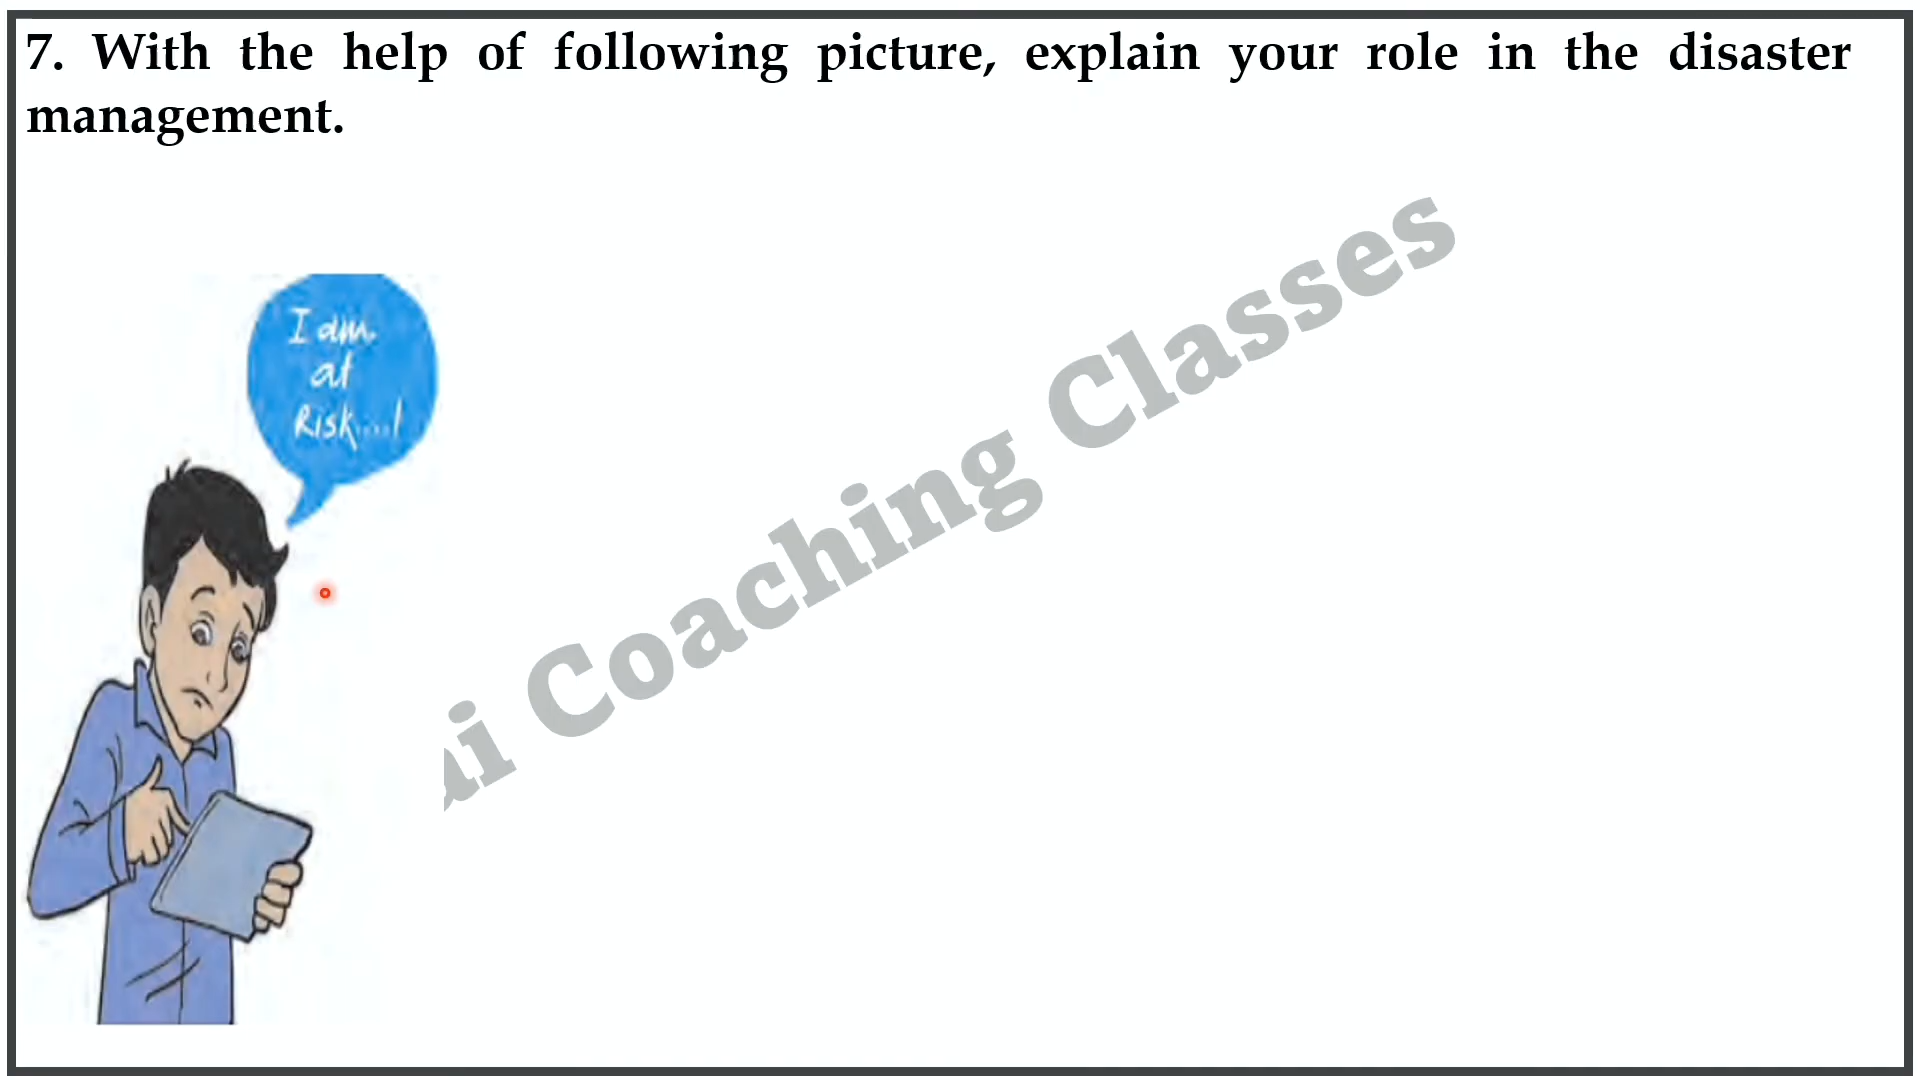 7. With the help of following picture, explain your role in the disaster
management.
I am
at
Risk....!
Coaching Classes